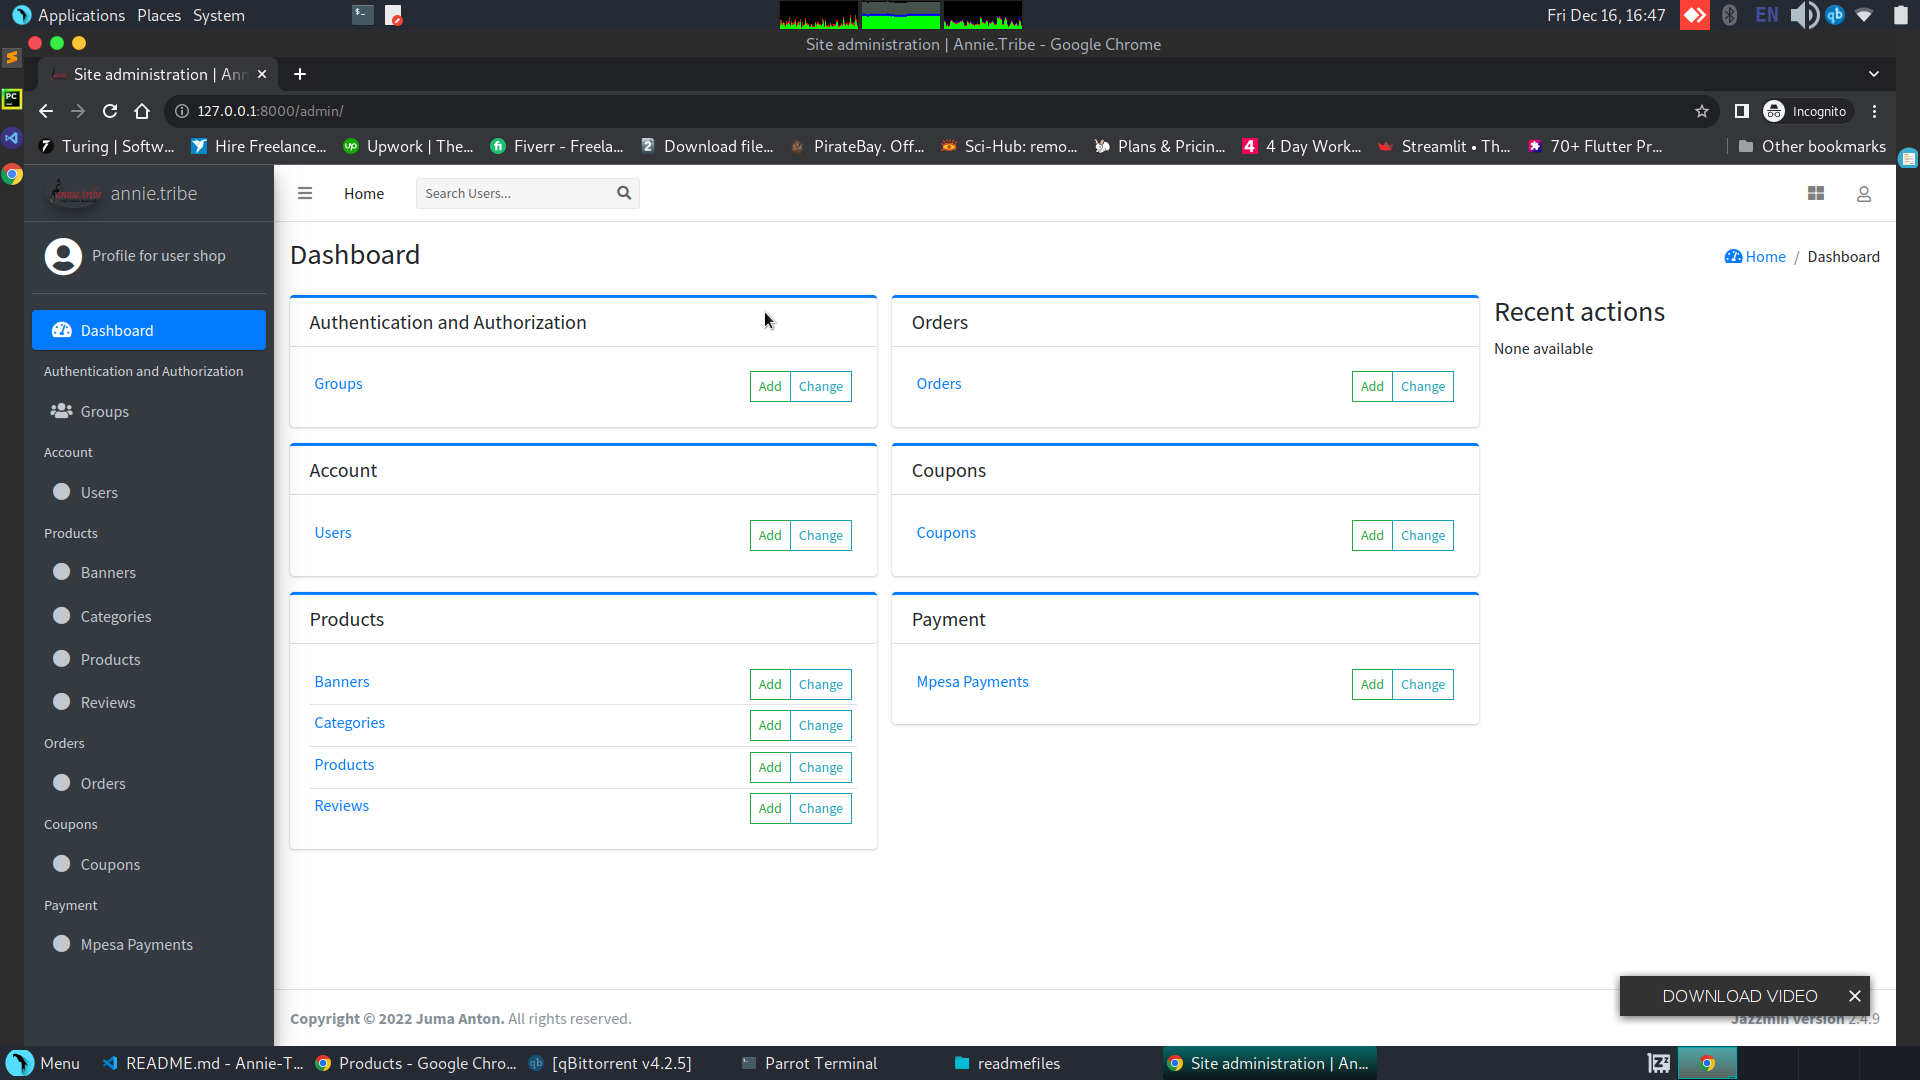 Applications Places System
Fri Dec 16, 16:47
EN
Site administration | Annie.Tribe - Google Chrome
Site administration | Ann
127.0.0.1:8000/admin/
Incognito
Turing | Softw... Hire Freelance... Upwork | The... Fiverr - Freela... Download file... PirateBay. Off... Sci-Hub: remo... Plans & Pricin... 4 Day Work... Streamlit • Th... 70+ Flutter Pr... Other bookmarks
annie.tribe
Home
Search Users...
Profile for user shop
Dashboard
Authentication and Authorization
Groups
Account
Users
Products
Banners
Categories
Products
Reviews
Orders
Orders
Coupons
Coupons
Payment
Mpesa Payments
Dashboard
Home / Dashboard
Authentication and Authorization
Groups Add Change
Account
Users Add Change
Products
Banners Add Change
Categories Add Change
Products Add Change
Reviews Add Change
Orders
Orders Add Change
Coupons
Coupons Add Change
Payment
Mpesa Payments Add Change
Recent actions
None available
DOWNLOAD VIDEO
Copyright © 2022 Juma Anton. All rights reserved.
Jazzmin version 2.4.9
Menu README.md - Annie-T... Products - Google Chro... [qBittorrent v4.2.5] Parrot Terminal readmefiles Site administration | An...